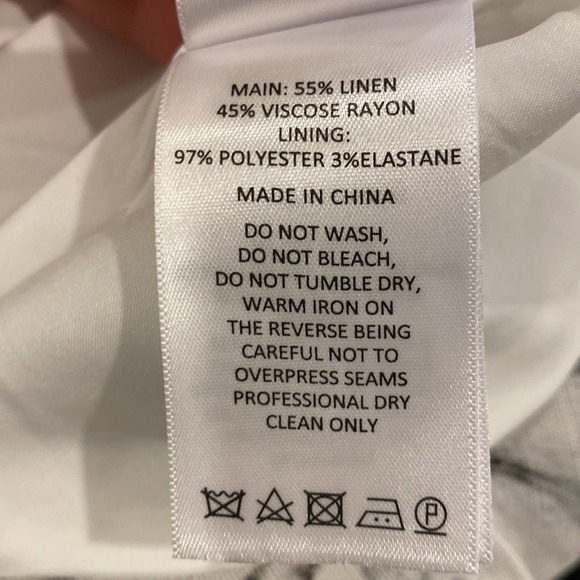 MAIN: 55% LINEN
45% VISCOSE RAYON
LINING:
97% POLYESTER 3%ELASTANE
MADE IN CHINA
DO NOT WASH,
DO NOT BLEACH,
DO NOT TUMBLE DRY,
WARM IRON ON
THE REVERSE BEING
CAREFUL NOT TO
OVERPRESS SEAMS
PROFESSIONAL DRY
CLEAN ONLY
P